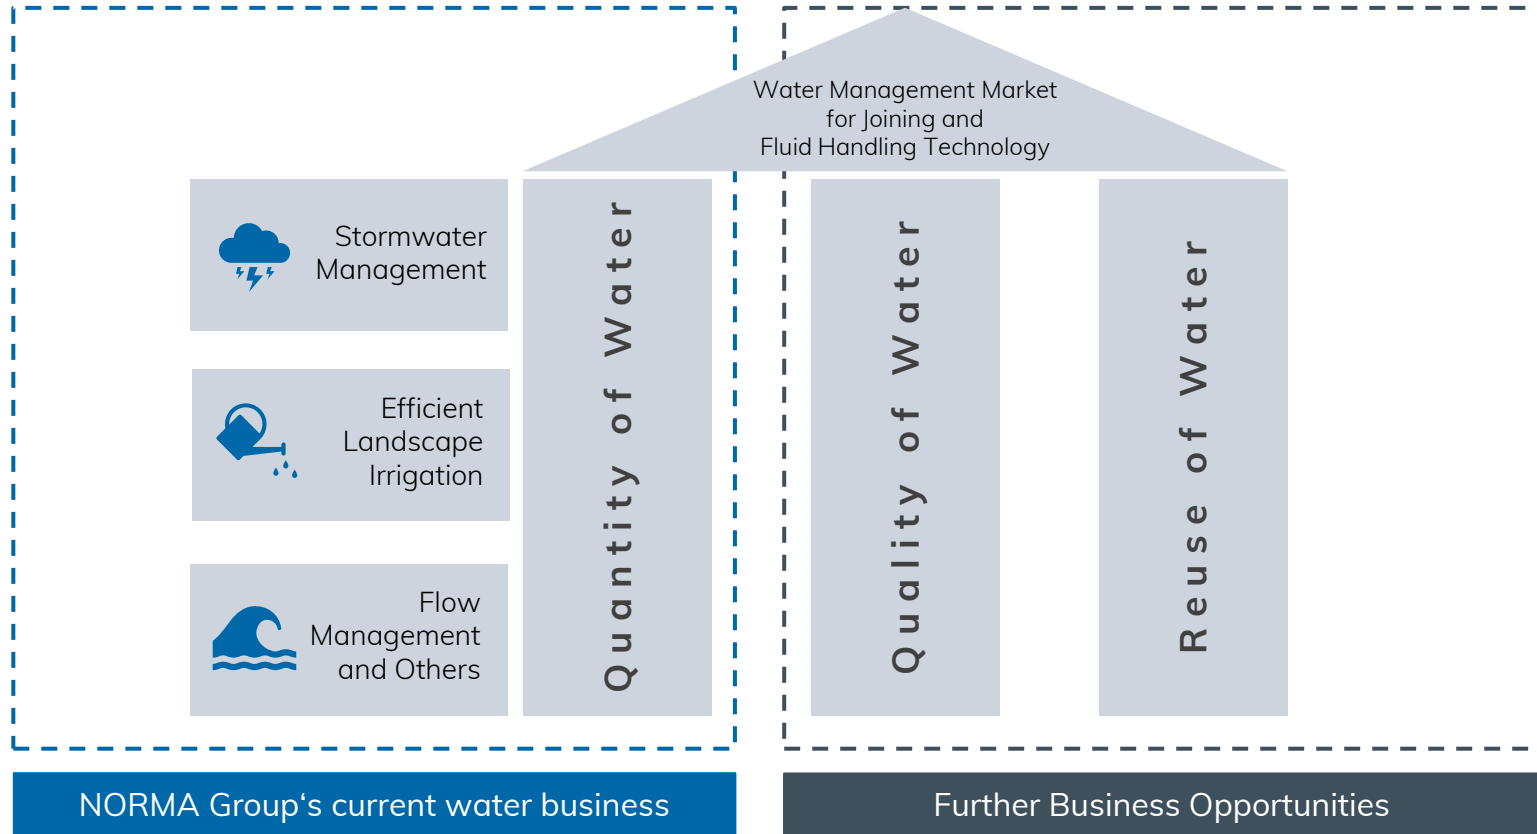 Water Management Market
for Joining and
Fluid Handling Technology
Stormwater
Management
Efficient
Landscape
Irrigation
Flow
Management
and Others
Quantity of Water
Quality of Water
Reuse of Water
NORMA Group‘s current water business
Further Business Opportunities